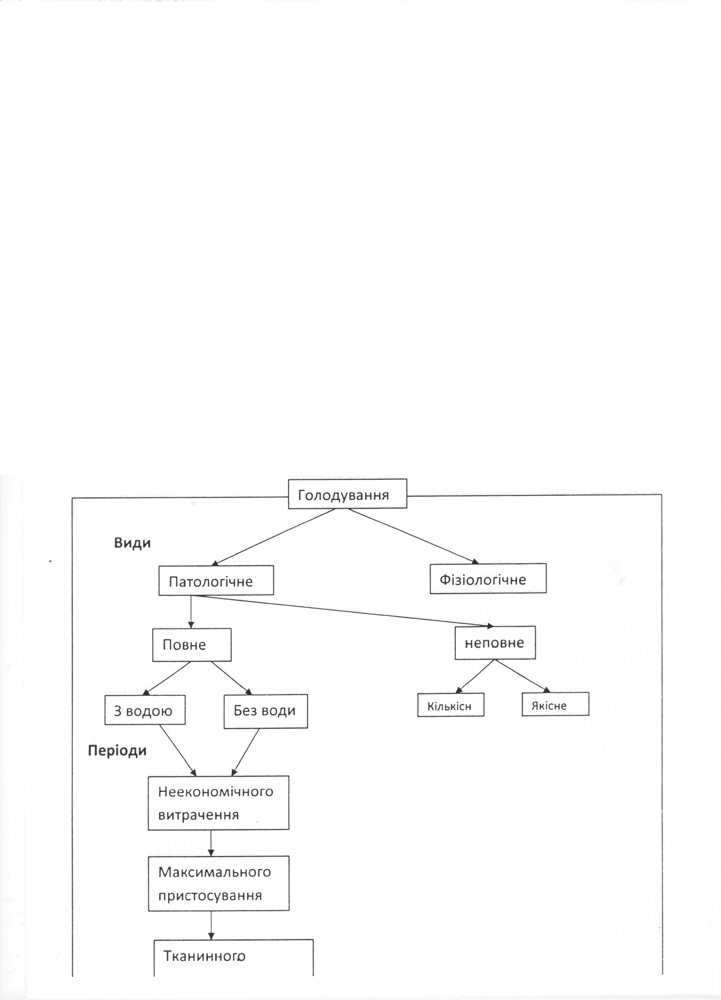 Голодування
Види
Патологічне
Фізіологічне
Повне
неповне
З водою
Без води
Кількісн
Якісне
Періоди
Неекономічного
витрачення
Максимального
пристосування
Тканинного